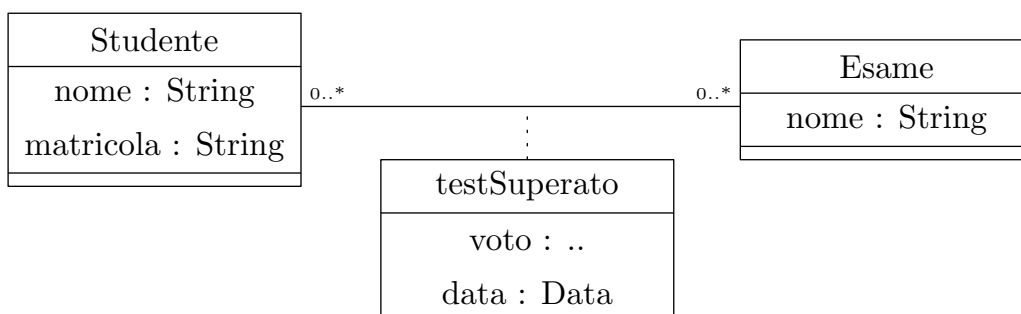 Studente
nome : String
matricola : String
0..*
0..*
Esame
nome : String
testSuperato
voto : ..
data : Data